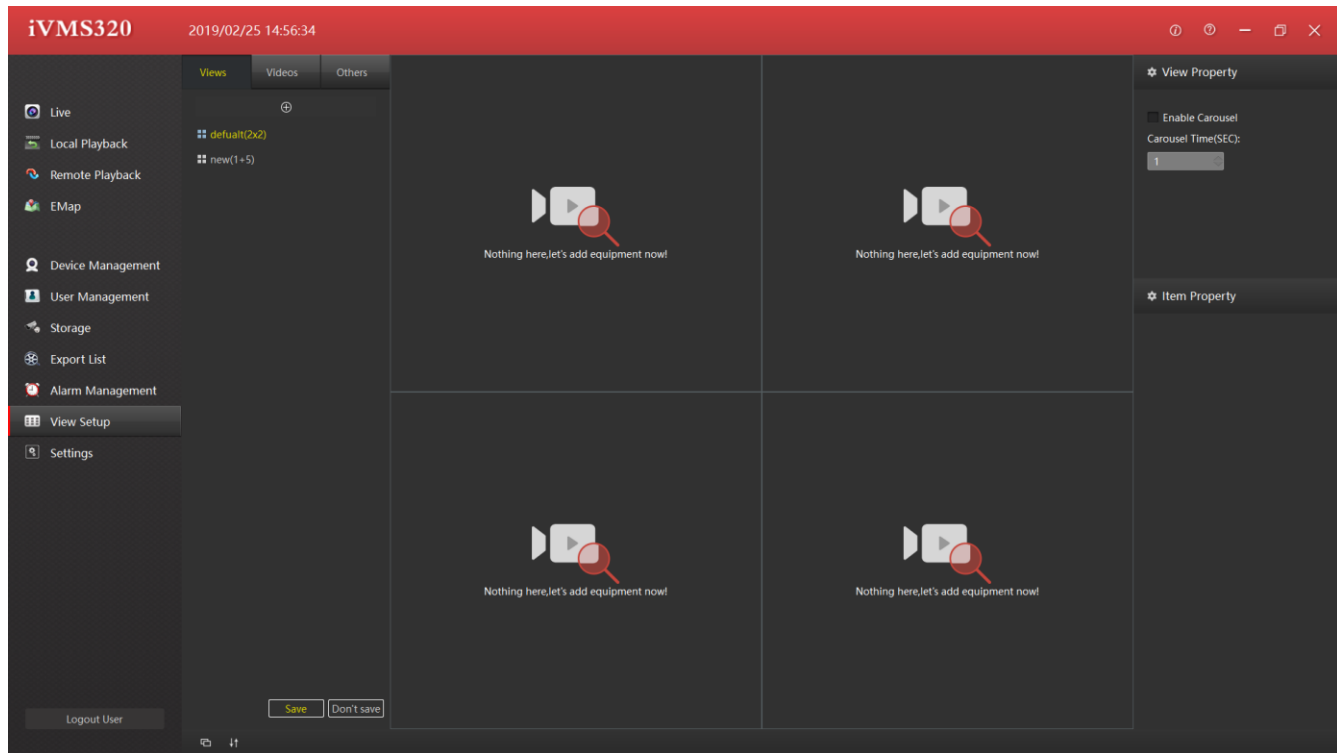 iVMS320
2019/02/25 14:56:34
Live
Local Playback
Remote Playback
EMap
Device Management
User Management
Storage
Export List
Alarm Management
View Setup
Settings
Logout User
Views Videos Others
defualt(2x2)
new(1+5)
Save Don't save
Nothing here,let's add equipment now!
Nothing here,let's add equipment now!
Nothing here,let's add equipment now!
Nothing here,let's add equipment now!
View Property
Enable Carousel
Carousel Time(SEC):
1
Item Property